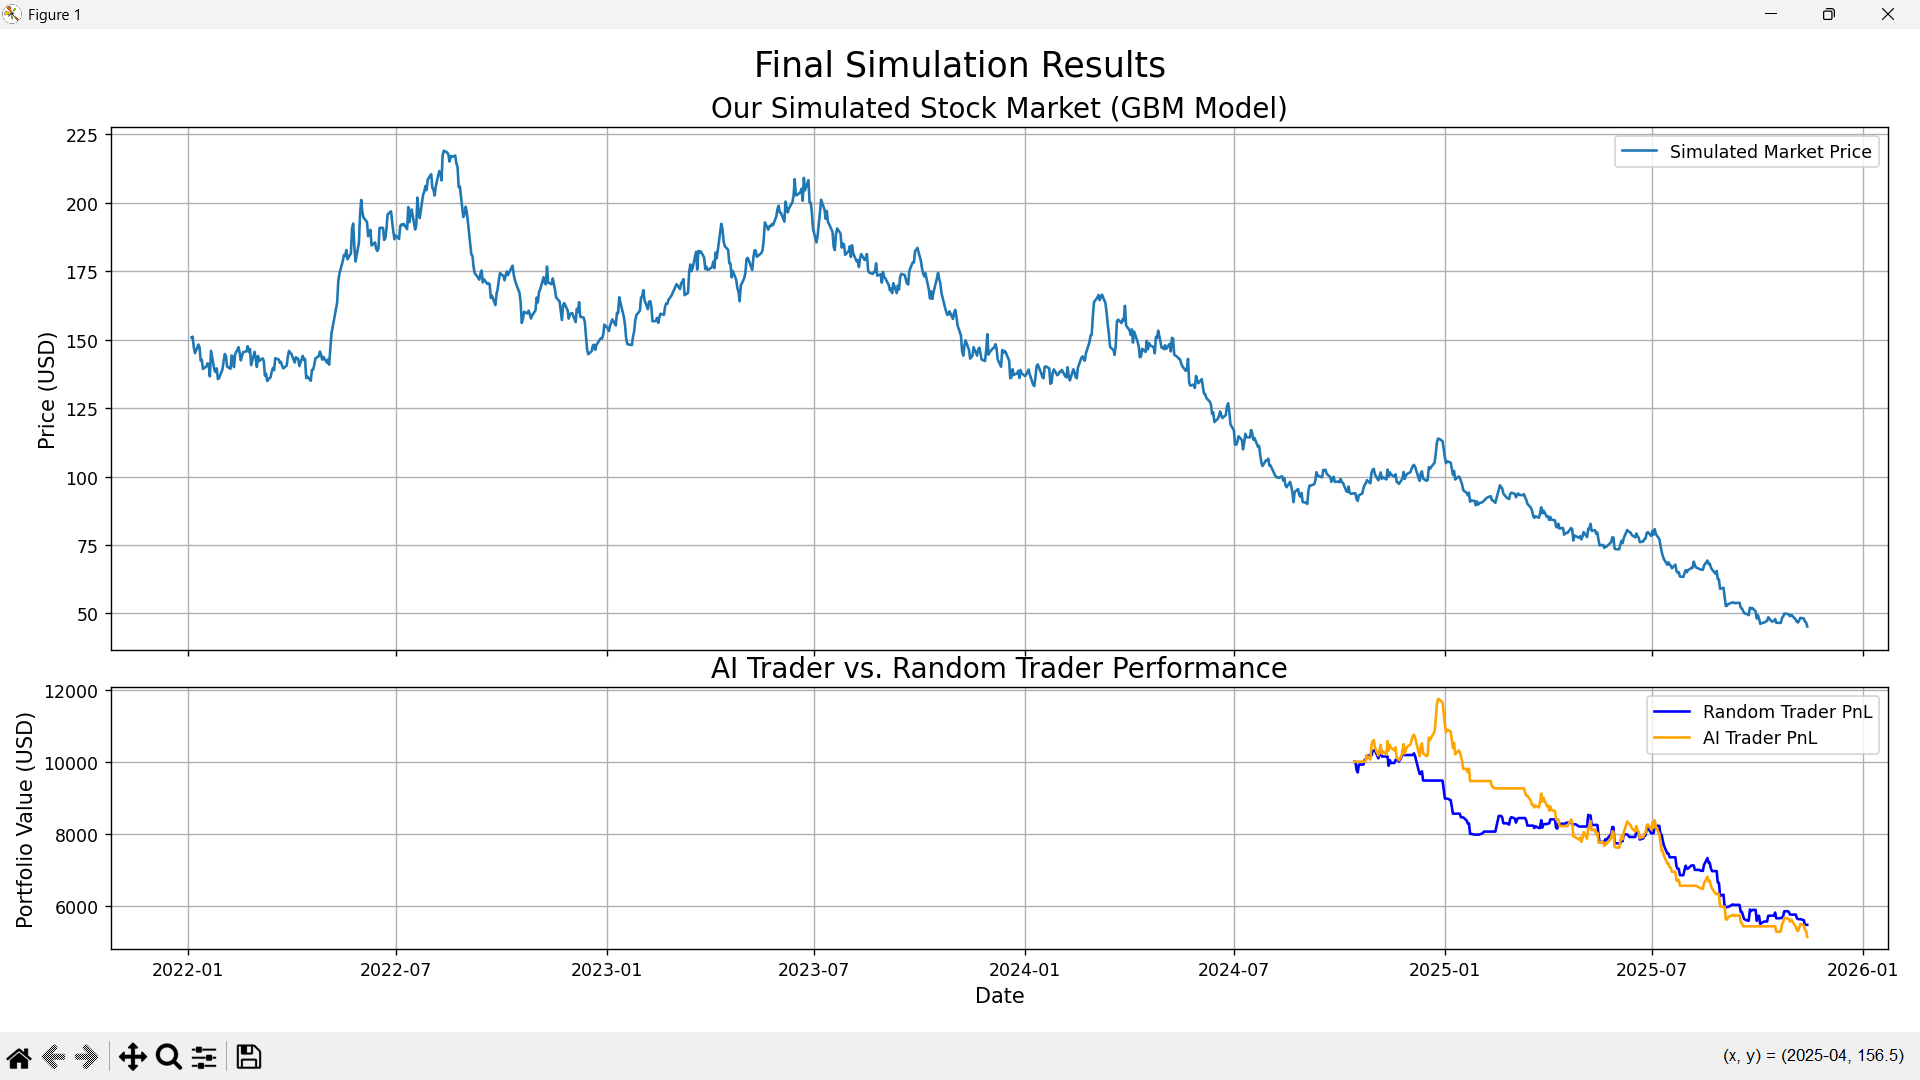 Figure 1
Final Simulation Results
Our Simulated Stock Market (GBM Model)
225
200
175
150
125
100
75
50
Price (USD)
Simulated Market Price
AI Trader vs. Random Trader Performance
12000
10000
8000
6000
Portfolio Value (USD)
Random Trader PnL
AI Trader PnL
2022-01 2022-07 2023-01 2023-07 2024-01 2024-07 2025-01 2025-07 2026-01
Date
(x, y) = (2025-04, 156.5)